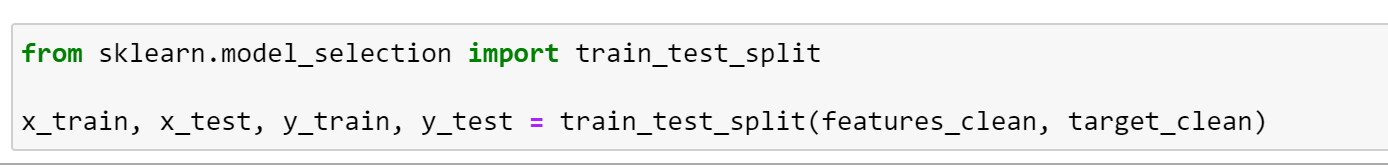 from sklearn.model_selection import train_test_split
x_train, x_test, y_train, y_test = train_test_split(features_clean, target_clean)